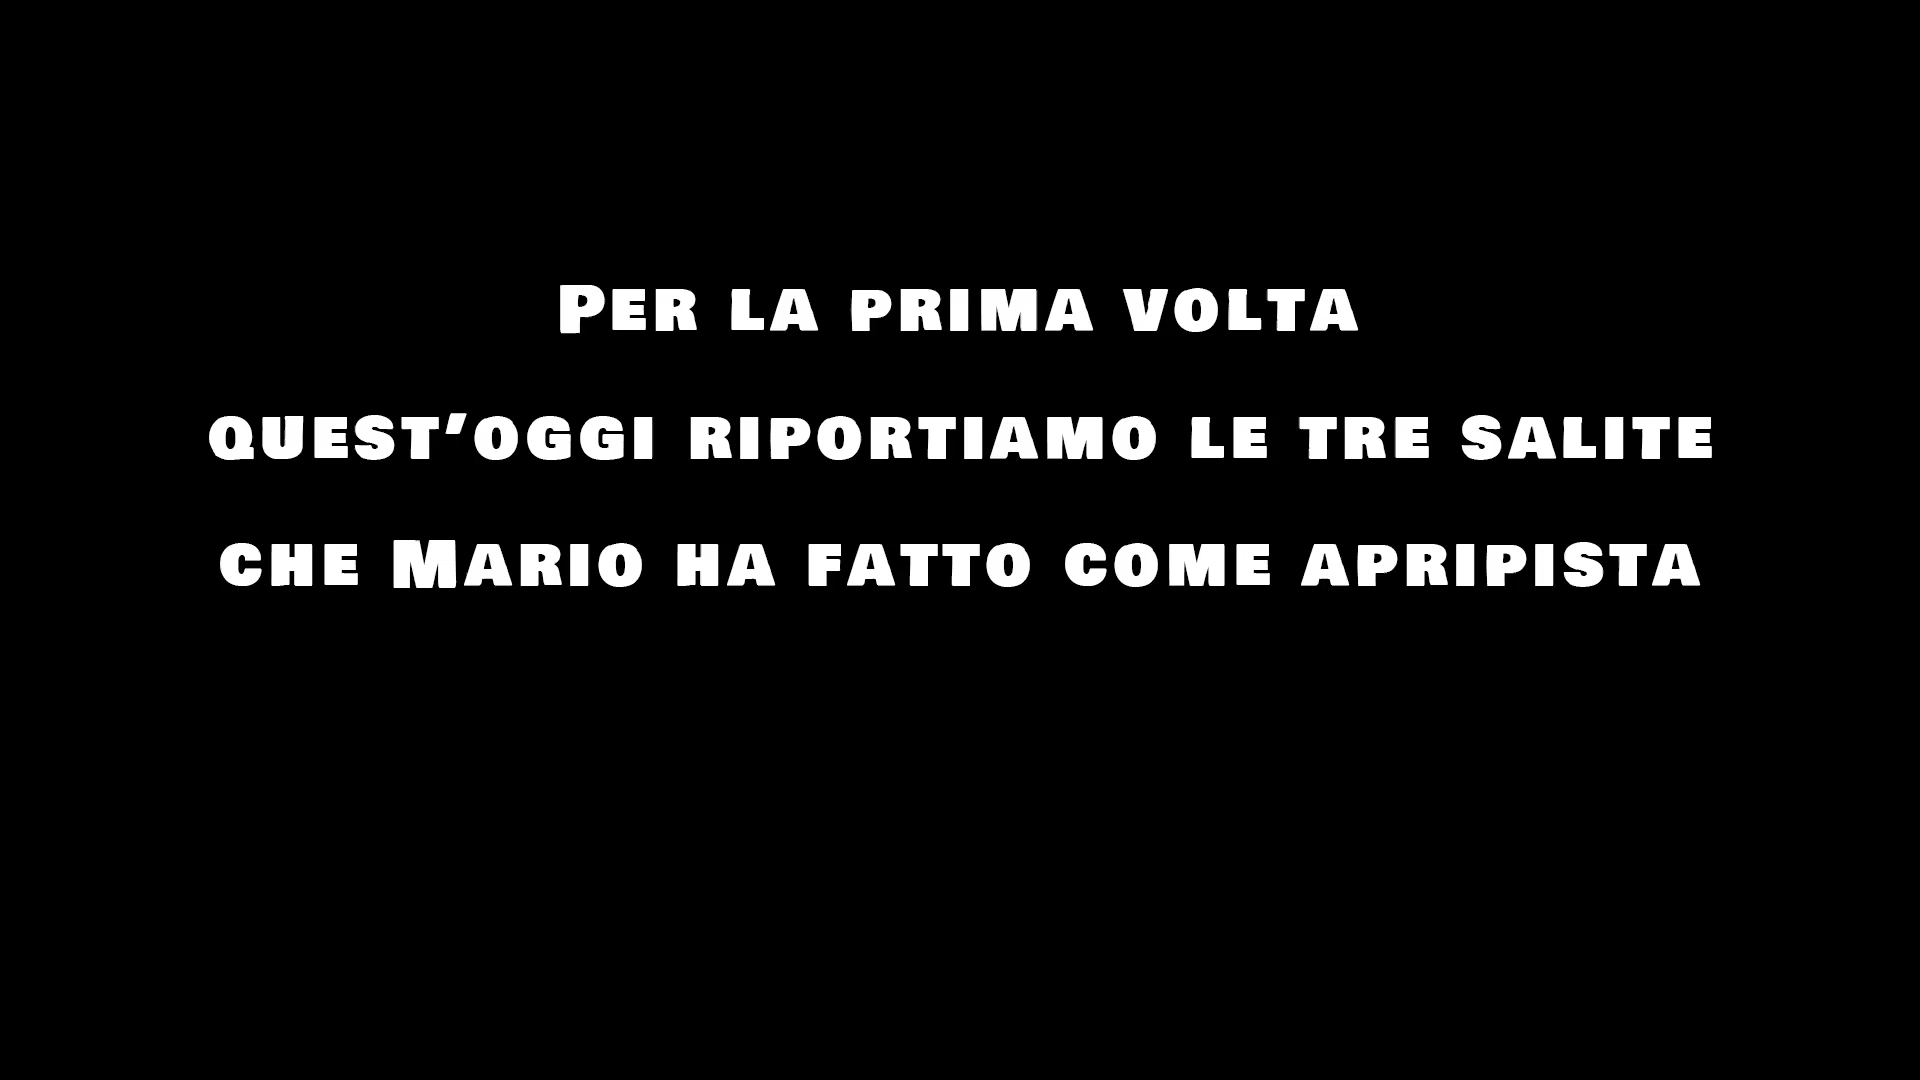 Per la prima volta
quest'oggi riportiamo le tre salite
che Mario ha fatto come apripista